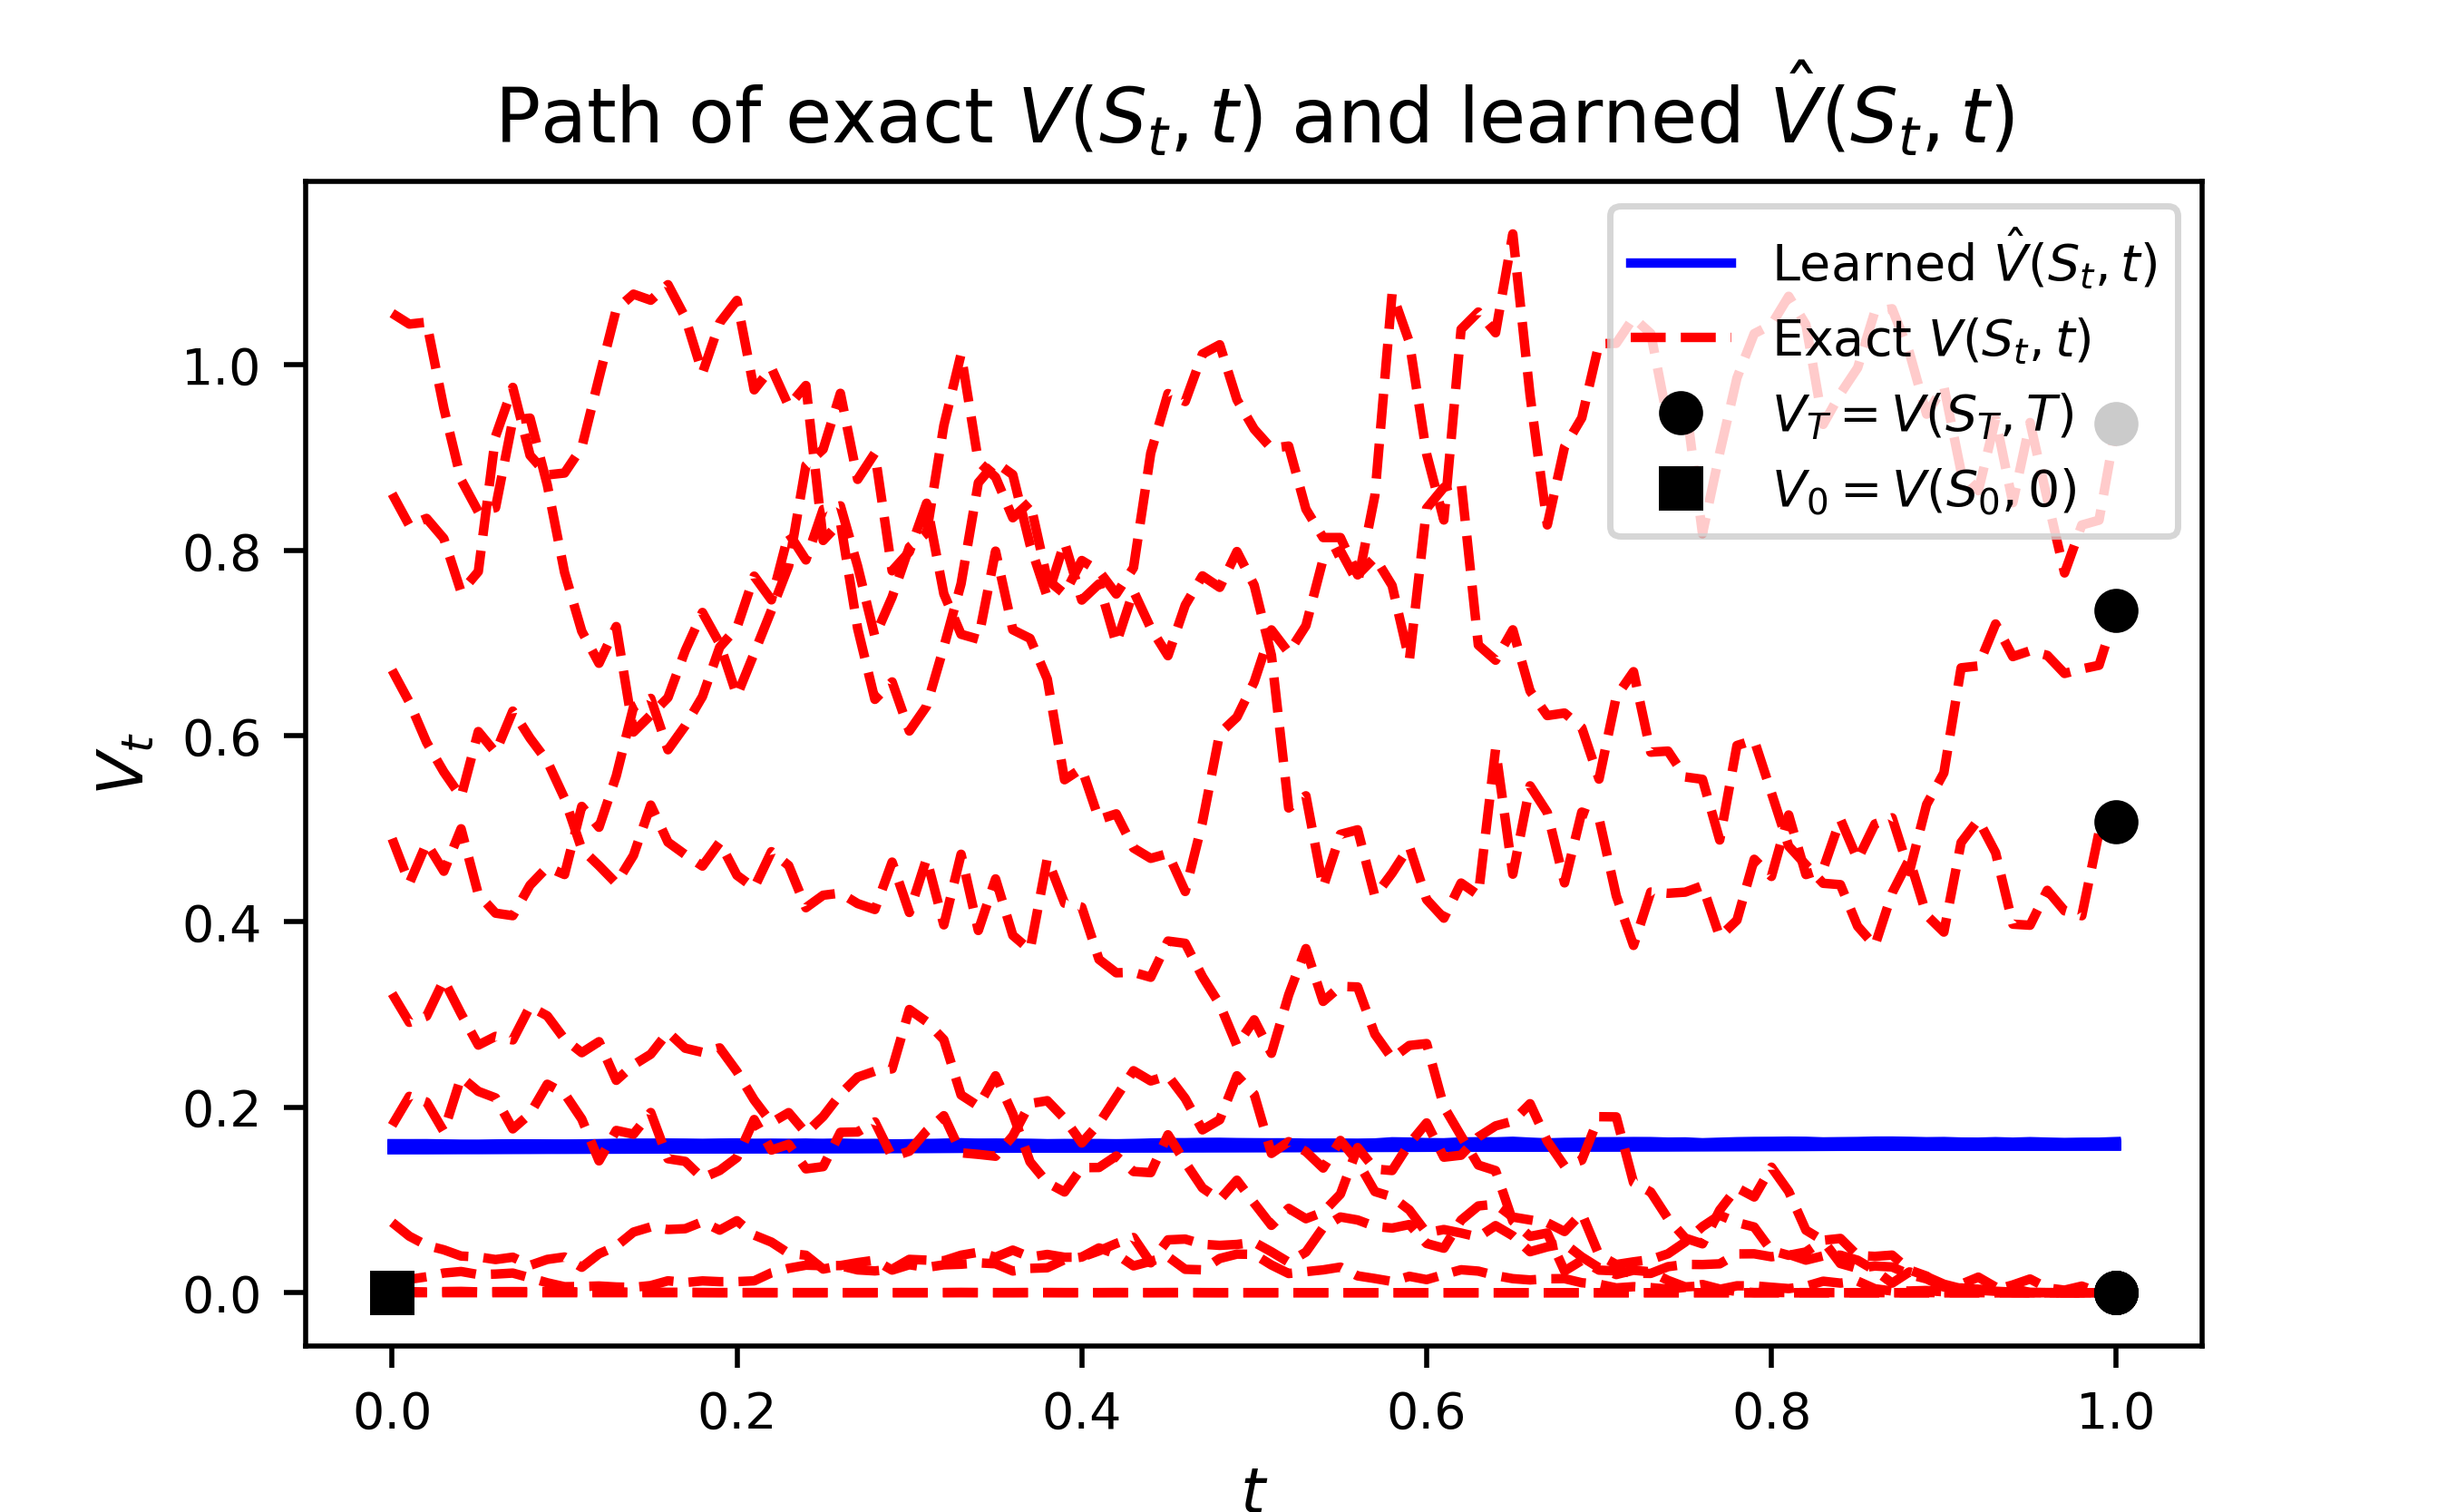 Path of exact V(S_t, t) and learned V̂(S_t, t)
Learned V̂(S_t, t)
Exact V(S_t, t)
V_T = V(S_T, T)
V_0 = V(S_0, 0)
1.0
0.8
0.6
0.4
0.2
0.0
V_t
0.0 0.2 0.4 0.6 0.8 1.0
t